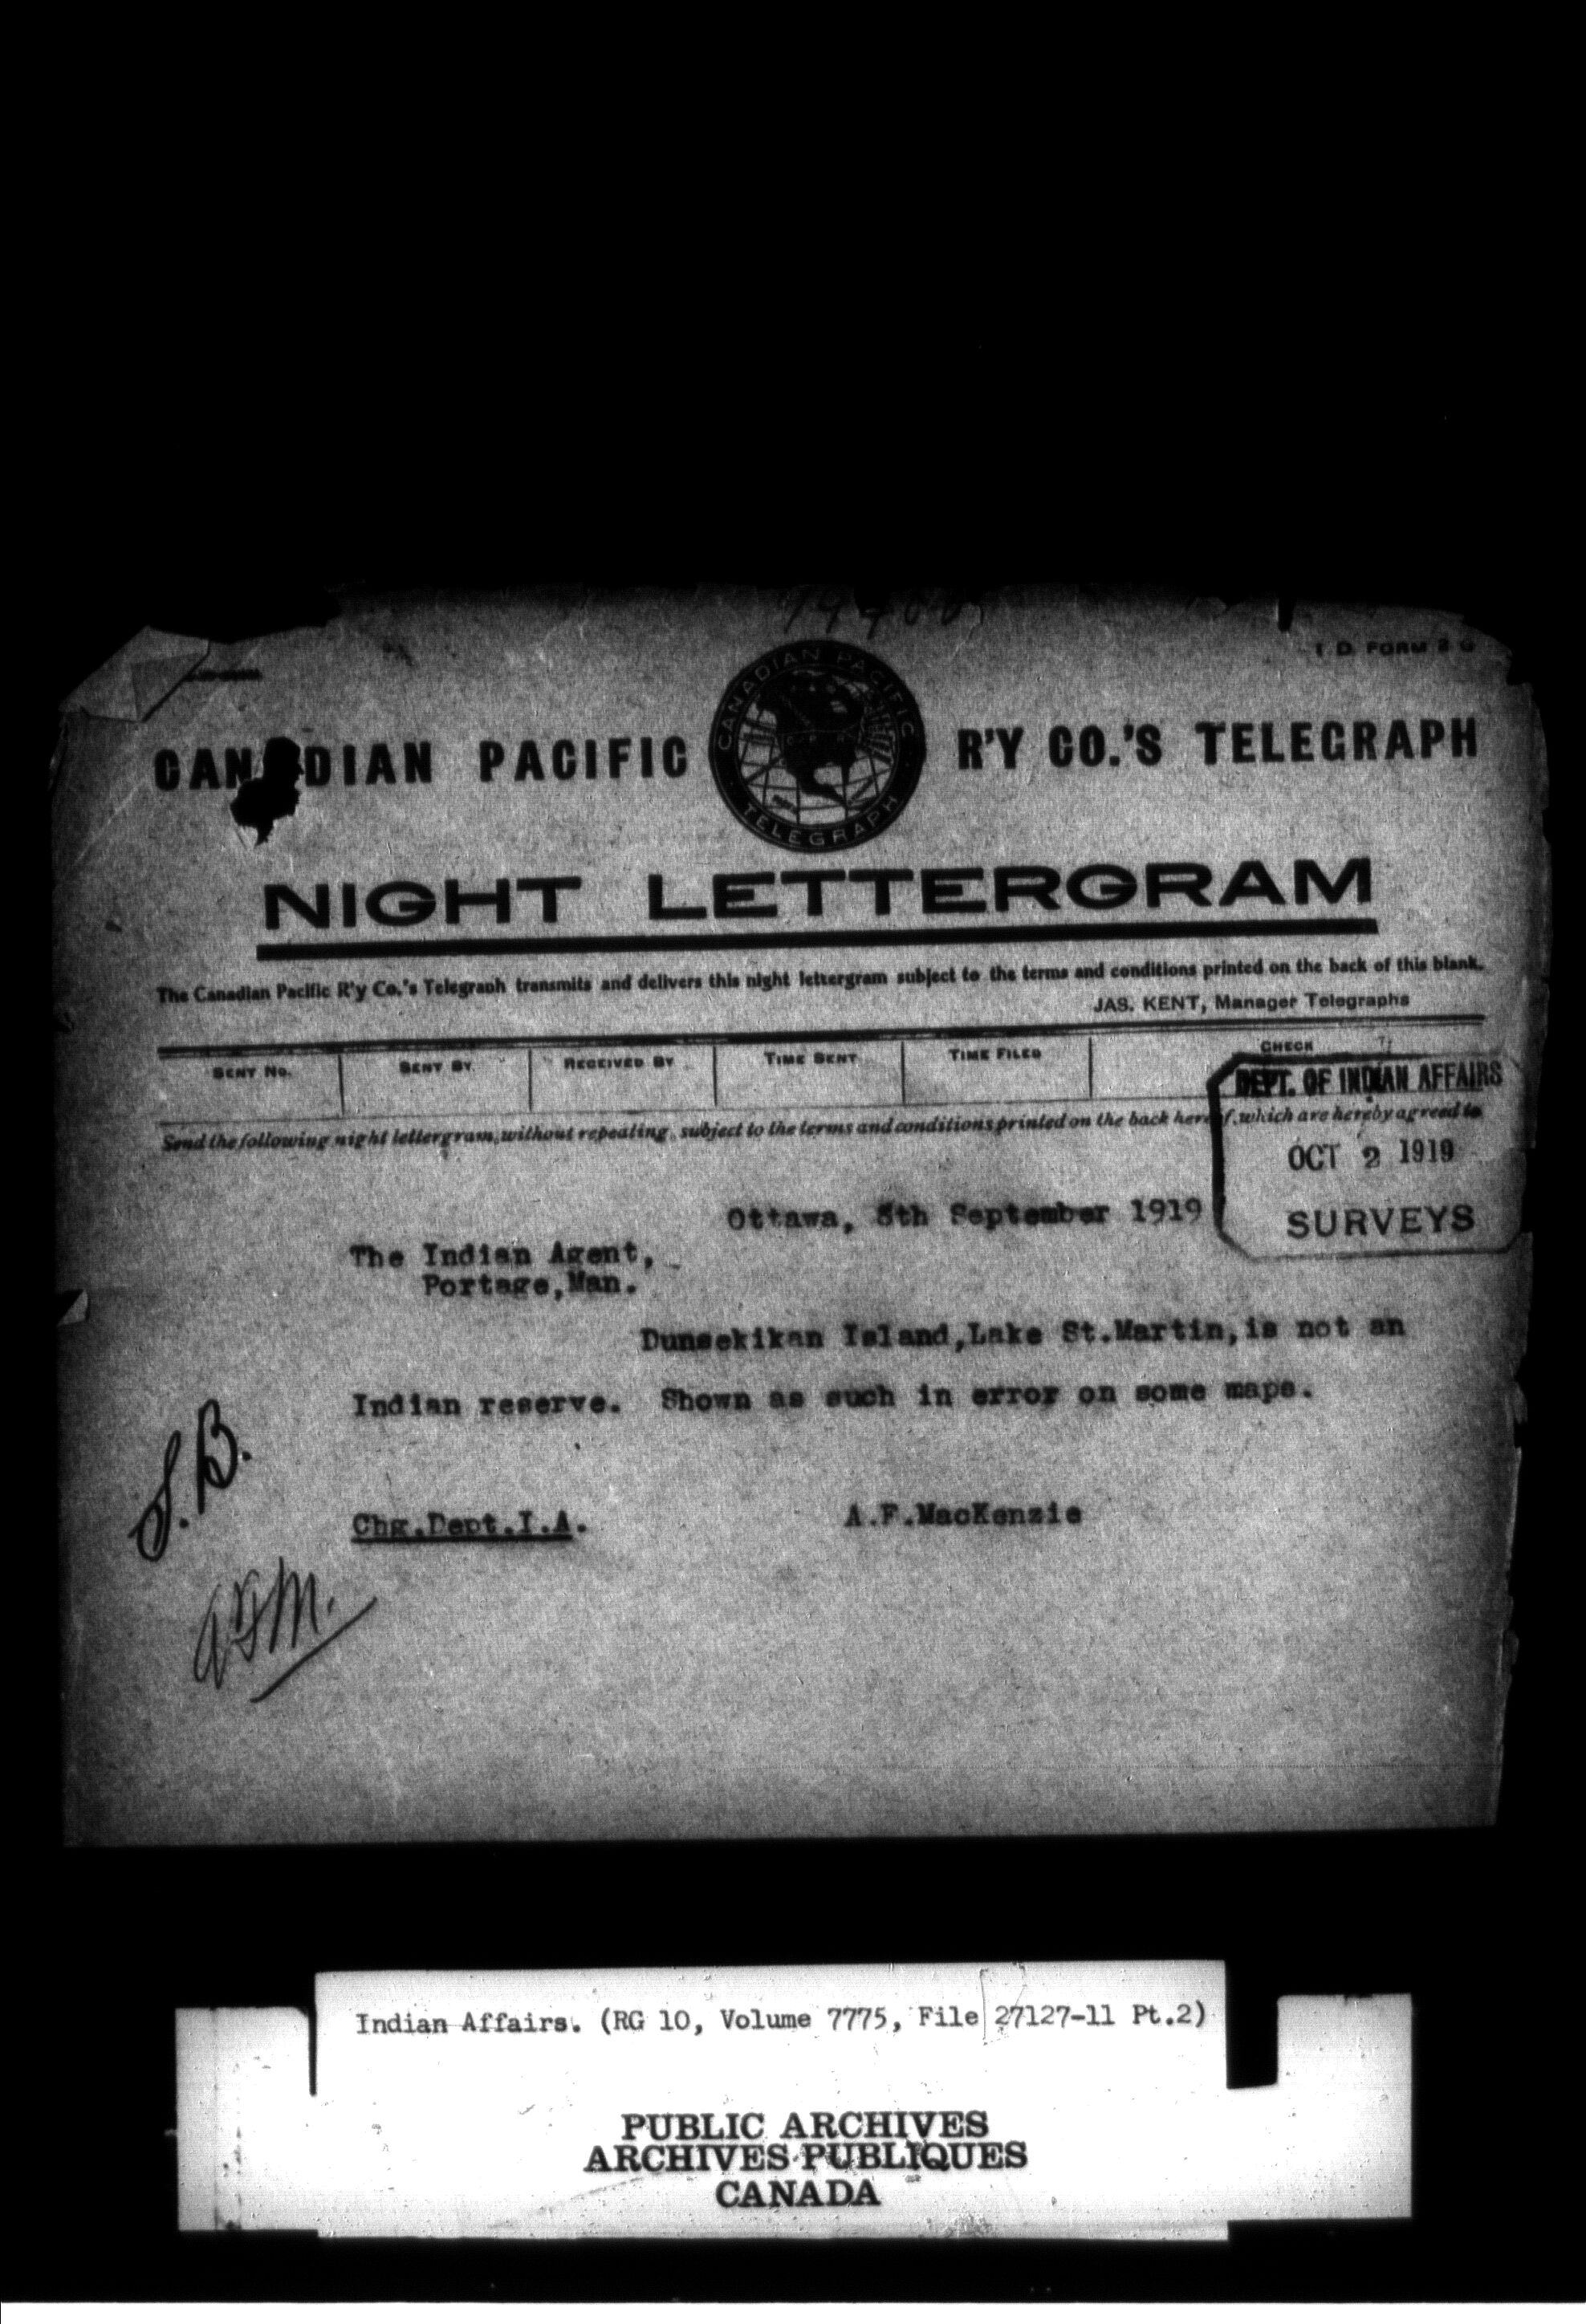 T. D. FORM 2 G
CANADIAN PACIFIC R'Y CO.'S TELEGRAPH
CANADIAN PACIFIC
TELEGRAPH
NIGHT LETTERGRAM
The Canadian Pacific R'y Co.'s Telegraph transmits and delivers this night lettergram subject to the terms and conditions printed on the back of this blank.
JAS. KENT, Manager Telegraphs
SENT NO. SENT BY RECEIVED BY TIME SENT TIME FILED CHECK
DEPT. OF INDIAN AFFAIRS
Send the following night lettergram, without repeating, subject to the terms and conditions printed on the back hereof, which are hereby agreed to
OCT 2 1919
SURVEYS
Ottawa, 8th September 1919
The Indian Agent,
Portage,Man.
Dunsekikan Island,Lake St.Martin,is not an
Indian reserve. Shown as such in error on some maps.
S.B.
Chg.Dept.I.A. A.F.MacKenzie
A.F.M.
Indian Affairs. (RG 10, Volume 7775, File 27127-11 Pt.2)
PUBLIC ARCHIVES
ARCHIVES PUBLIQUES
CANADA